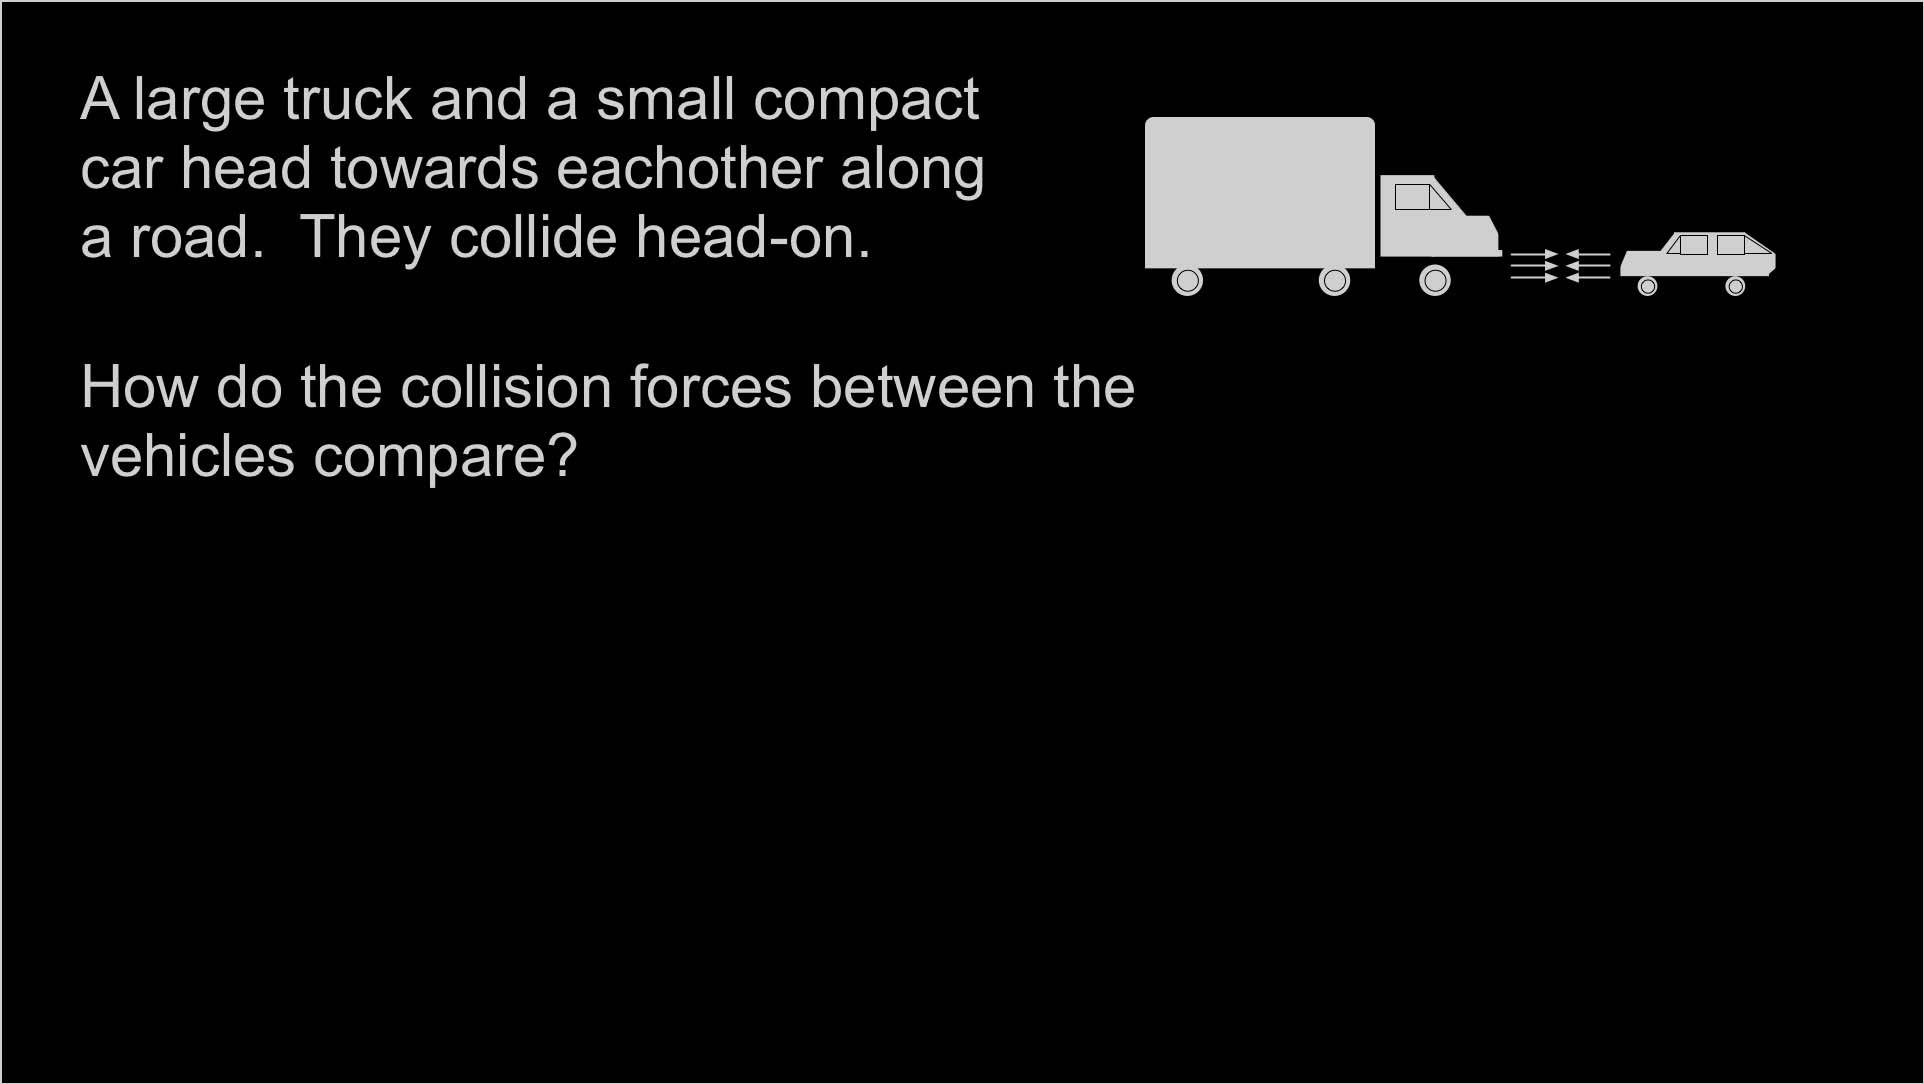 A large truck and a small compact
car head towards eachother along
a road.  They collide head-on.
How do the collision forces between the
vehicles compare?